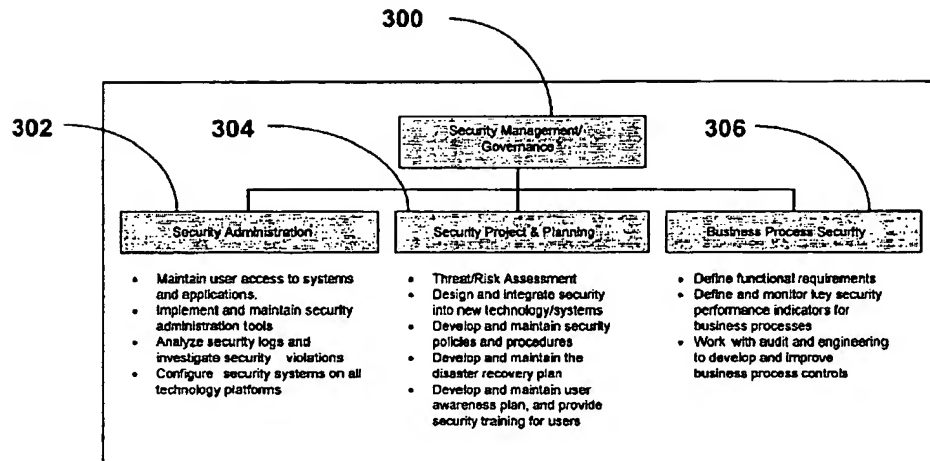 300
302
304
306
Security Management/
Governance
Security Administration
Security Project & Planning
Business Process Security
• Maintain user access to systems
and applications.
• Implement and maintain security
administration tools
• Analyze security logs and
investigate security violations
• Configure security systems on all
technology platforms
• Threat/Risk Assessment
• Design and integrate security
into new technology/systems
• Develop and maintain security
policies and procedures
• Develop and maintain the
disaster recovery plan
• Develop and maintain user
awareness plan, and provide
security training for users
• Define functional requirements
• Define and monitor key security
performance indicators for
business processes
• Work with audit and engineering
to develop and improve
business process controls